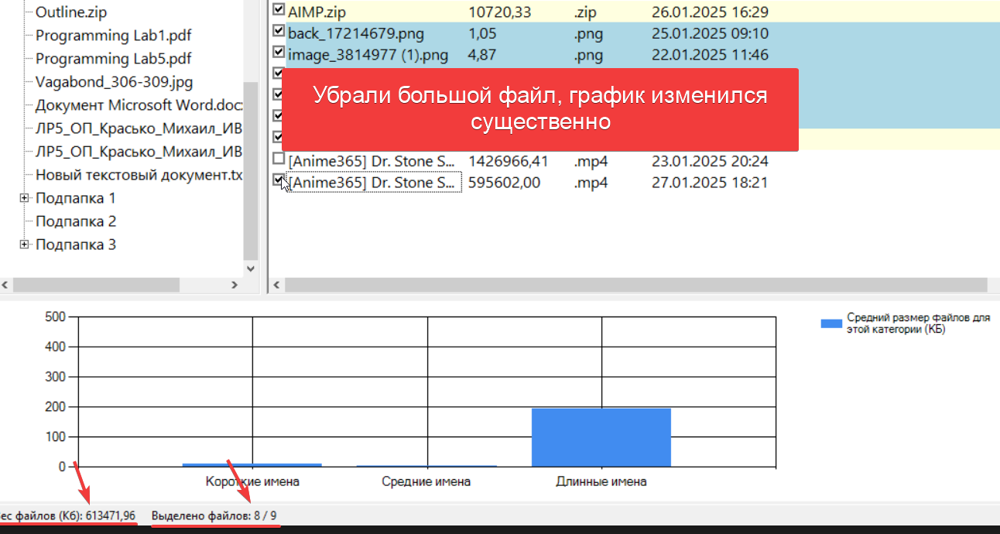 Outline.zip
Programming Lab1.pdf
Programming Lab5.pdf
Vagabond_306-309.jpg
Документ Microsoft Word.doc
ЛР5_ОП_Красько_Михаил_ИВ
ЛР5_ОП_Красько_Михаил_ИВ
Новый текстовый документ.tx
Подпапка 1
Подпапка 2
Подпапка 3
AIMP.zip 10720,33 .zip 26.01.2025 16:29
back_17214679.png 1,05 .png 25.01.2025 09:10
image_3814977 (1).png 4,87 .png 22.01.2025 11:46
Убрали большой файл, график изменился
существенно
[Anime365] Dr. Stone S... 1426966,41 .mp4 23.01.2025 20:24
[Anime365] Dr. Stone S... 595602,00 .mp4 27.01.2025 18:21
500
400
300
200
100
0
Короткие имена Средние имена Длинные имена
Средний размер файлов для
этой категории (КБ)
ес файлов (Кб): 613471,96 Выделено файлов: 8 / 9